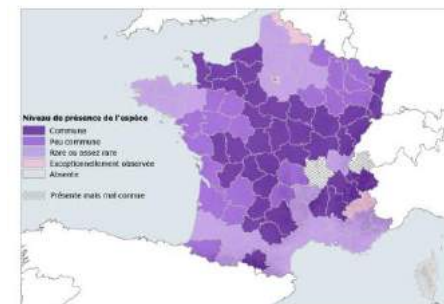 Niveau de présence de l'espèce
Commune
Peu commune
Rare ou assez rare
Exceptionnellement observée
Absente
Présente mais mal connue